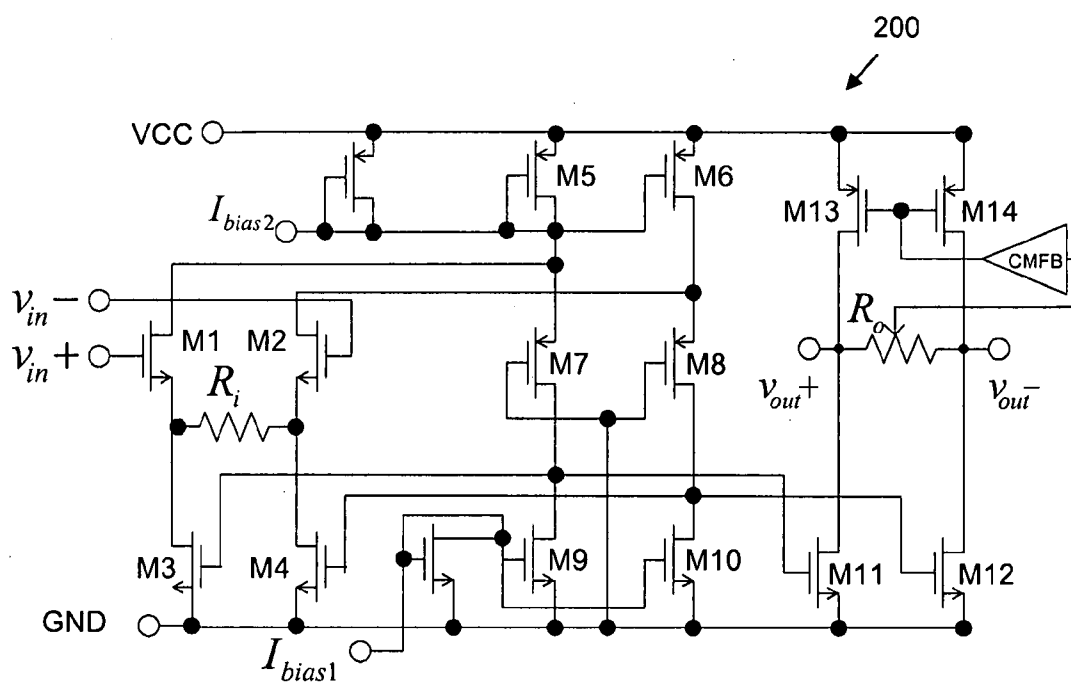 200
VCC
M5
M6
I_bias2
M13
M14
CMFB
v_in −
v_in +
M1
M2
M7
M8
R_i
R_o
v_out+
v_out−
M3
M4
M9
M10
M11
M12
GND
I_bias1